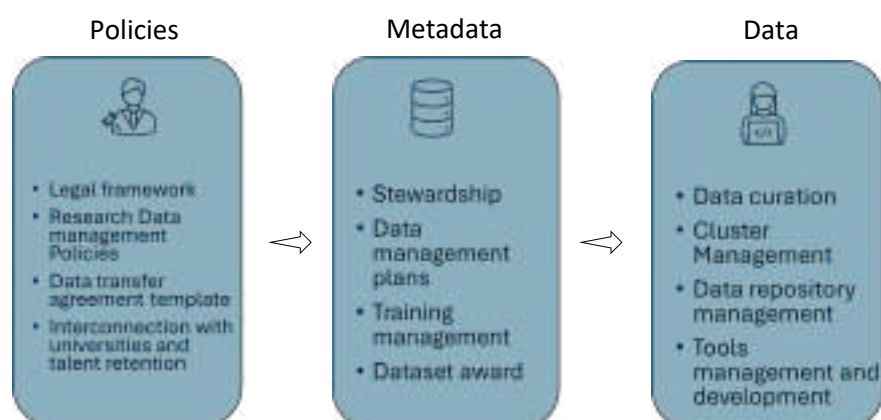 Policies
Metadata
Data
• Legal framework
• Research Data
management
Policies
• Data transfer
agreement template
• Interconnection with
universities and
talent retention
• Stewardship
• Data
management
plans
• Training
management
• Dataset award
</>
• Data curation
• Cluster
Management
• Data repository
management
• Tools
management and
development